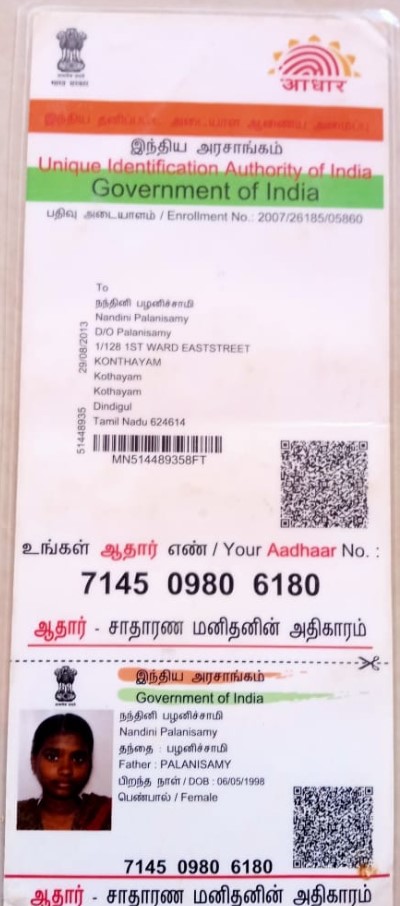 भारत सरकार
आधार
இந்திய தனிப்பட்ட அடையாள ஆணைய அமைப்பு
இந்திய அரசாங்கம்
Unique Identification Authority of India
Government of India
பதிவு அடையாளம் / Enrollment No.: 2007/26185/05860
To
நந்தினி பழனிச்சாமி
Nandini Palanisamy
D/O Palanisamy
1/128 1ST WARD EASTSTREET
KONTHAYAM
Kothayam
Kothayam
Dindigul
Tamil Nadu 624614
29/08/2013
51448935
MN514489358FT
உங்கள் ஆதார் எண் / Your Aadhaar No. :
7145 0980 6180
ஆதார் - சாதாரண மனிதனின் அதிகாரம்
இந்திய அரசாங்கம்
Government of India
நந்தினி பழனிச்சாமி
Nandini Palanisamy
தந்தை : பழனிச்சாமி
Father : PALANISAMY
பிறந்த நாள் / DOB : 06/05/1998
பெண்பால் / Female
7145 0980 6180
ஆதார் - சாதாரண மனிதனின் அதிகாரம்